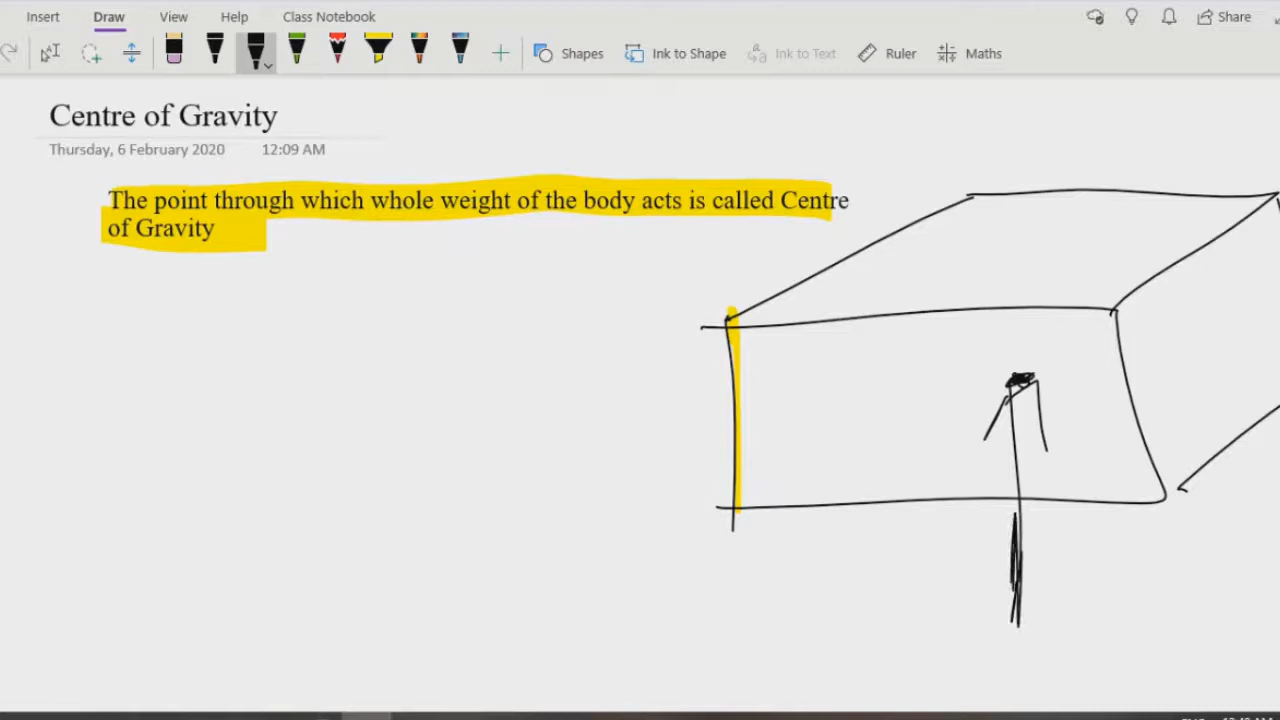 Insert Draw View Help Class Notebook Share
Shapes Ink to Shape Ink to Text Ruler Maths
Centre of Gravity
Thursday, 6 February 2020 12:09 AM
The point through which whole weight of the body acts is called Centre
of Gravity